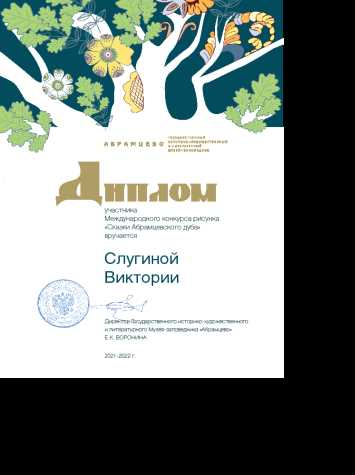 АБРАМЦЕВО
Диплом
участника
Международного конкурса рисунка
«Сказки Абрамцевского дуба»
вручается
Слугиной
Виктории
Директор Государственного историко-художественного
и литературного Музея-заповедника «Абрамцево»
Е.К. ВОРОНИНА
2021-2022 г.